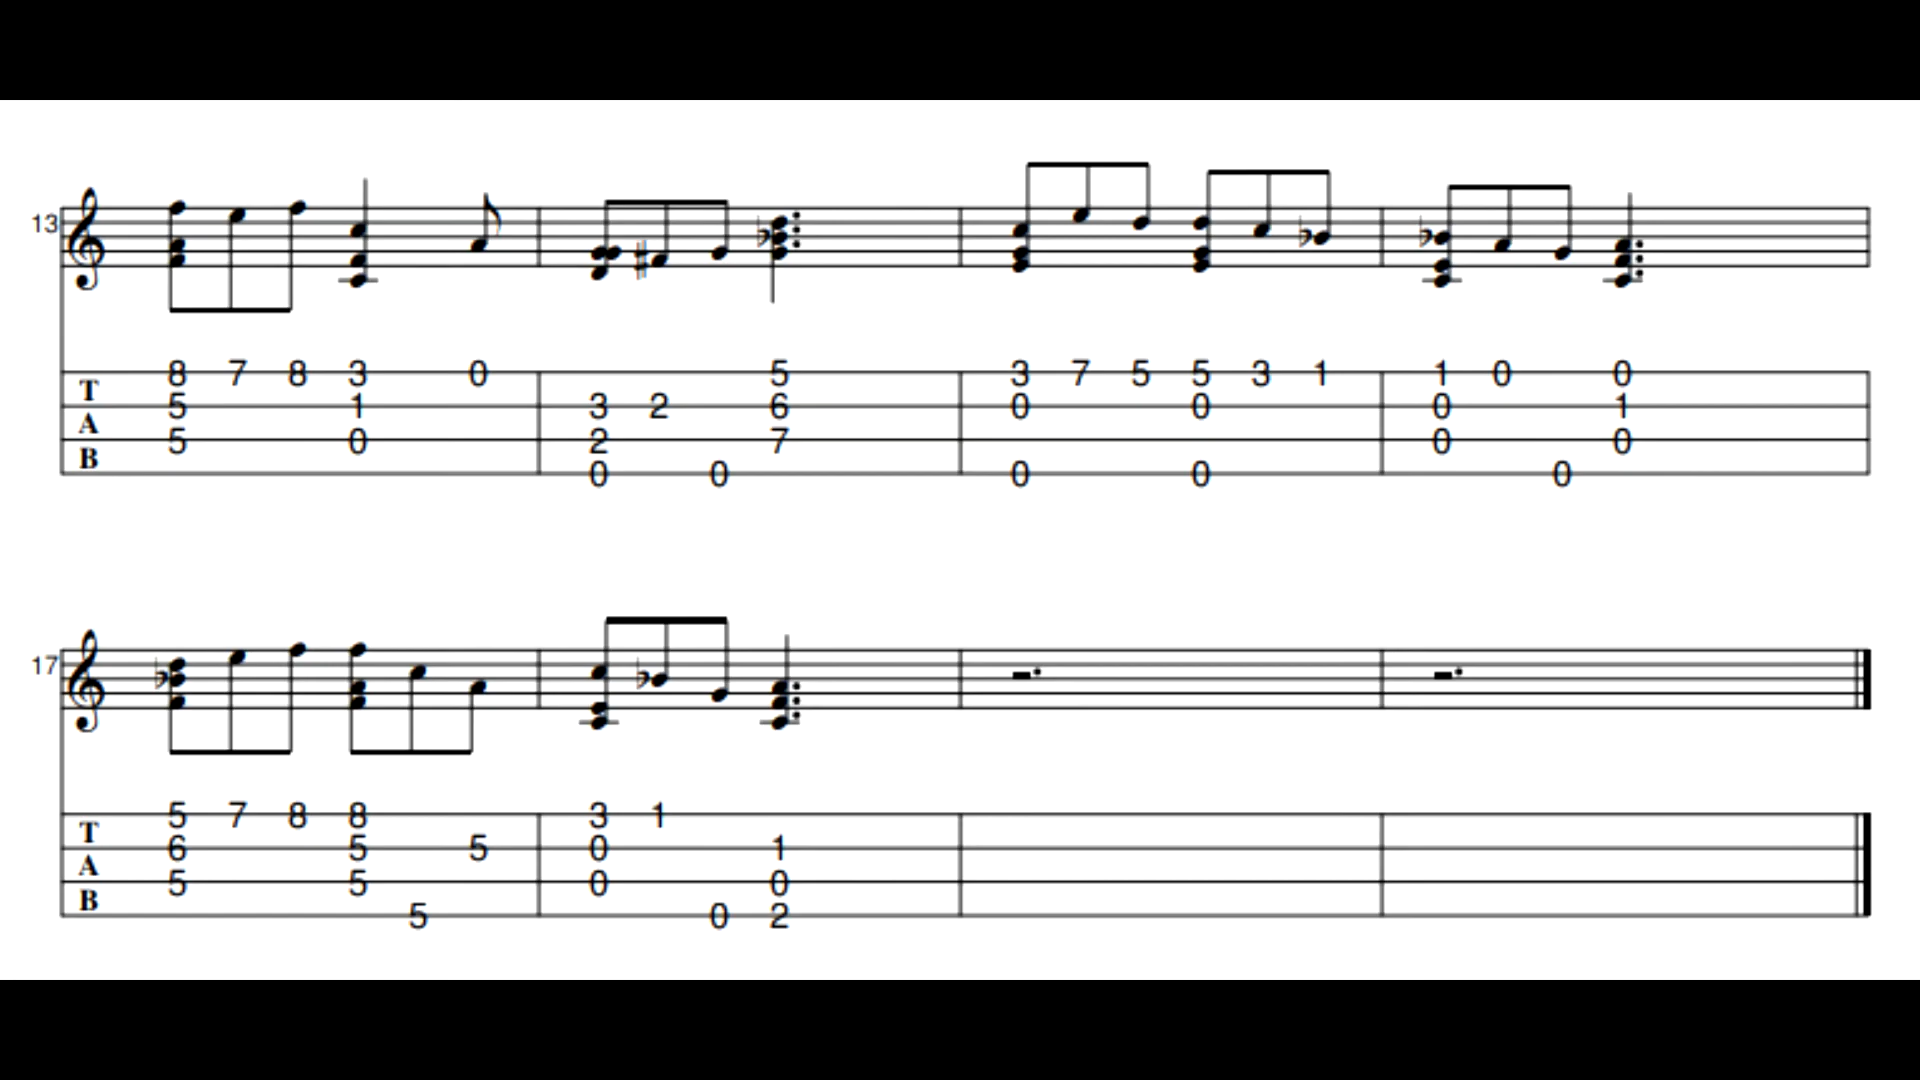 13
8 7 8 3 0 5 3 7 5 5 3 1 1 0 0
T
5 1 3 2 6 0 0 0 1
A
5 0 2 7 0 0
B
0 0 0 0 0
17
5 7 8 8 3 1
T
6 5 5 0 1
A
5 5 0 0
B
5 0 2